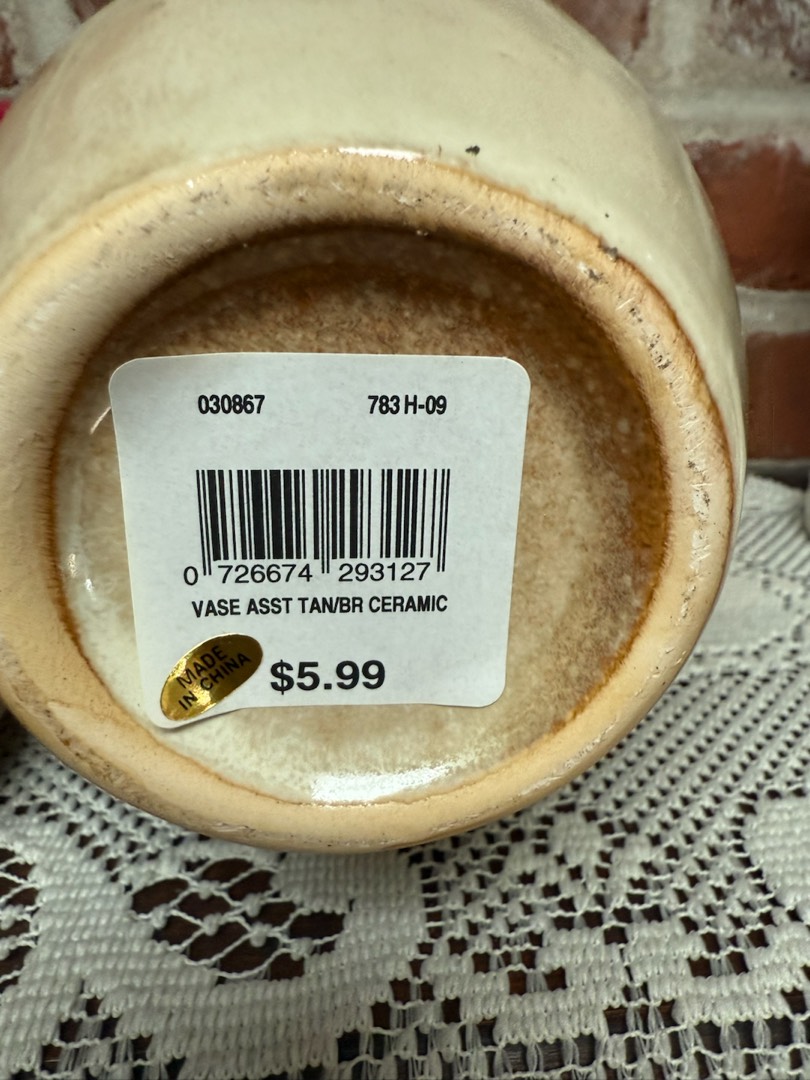 030867 783 H-09
0 726674 293127
VASE ASST TAN/BR CERAMIC
MADE
IN CHINA
$5.99